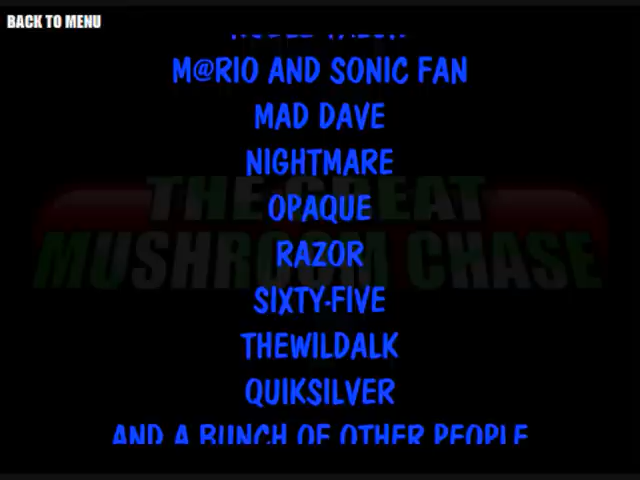 BACK TO MENU
M@RIO AND SONIC FAN
MAD DAVE
NIGHTMARE
OPAQUE
RAZOR
SIXTY-FIVE
THEWILDALK
QUIKSILVER
AND A BUNCH OF OTHER PEOPLE
THE GREAT
MUSHROOM CHASE